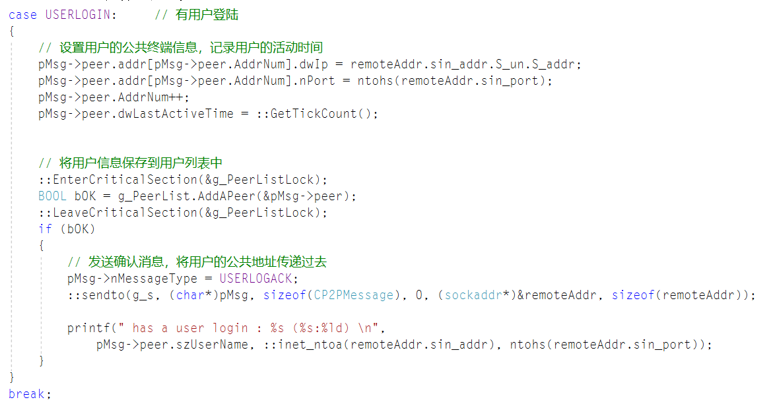 case USERLOGIN:     // 有用户登陆
{
    // 设置用户的公共终端信息，记录用户的活动时间
    pMsg->peer.addr[pMsg->peer.AddrNum].dwIp = remoteAddr.sin_addr.S_un.S_addr;
    pMsg->peer.addr[pMsg->peer.AddrNum].nPort = ntohs(remoteAddr.sin_port);
    pMsg->peer.AddrNum++;
    pMsg->peer.dwLastActiveTime = ::GetTickCount();
    // 将用户信息保存到用户列表中
    ::EnterCriticalSection(&g_PeerListLock);
    BOOL bOK = g_PeerList.AddAPeer(&pMsg->peer);
    ::LeaveCriticalSection(&g_PeerListLock);
    if (bOK)
    {
        // 发送确认消息，将用户的公共地址传递过去
        pMsg->nMessageType = USERLOGACK;
        ::sendto(g_s, (char*)pMsg, sizeof(CP2PMessage), 0, (sockaddr*)&remoteAddr, sizeof(remoteAddr));
        printf(" has a user login : %s (%s:%ld) \n",
            pMsg->peer.szUserName, ::inet_ntoa(remoteAddr.sin_addr), ntohs(remoteAddr.sin_port));
    }
}
break;